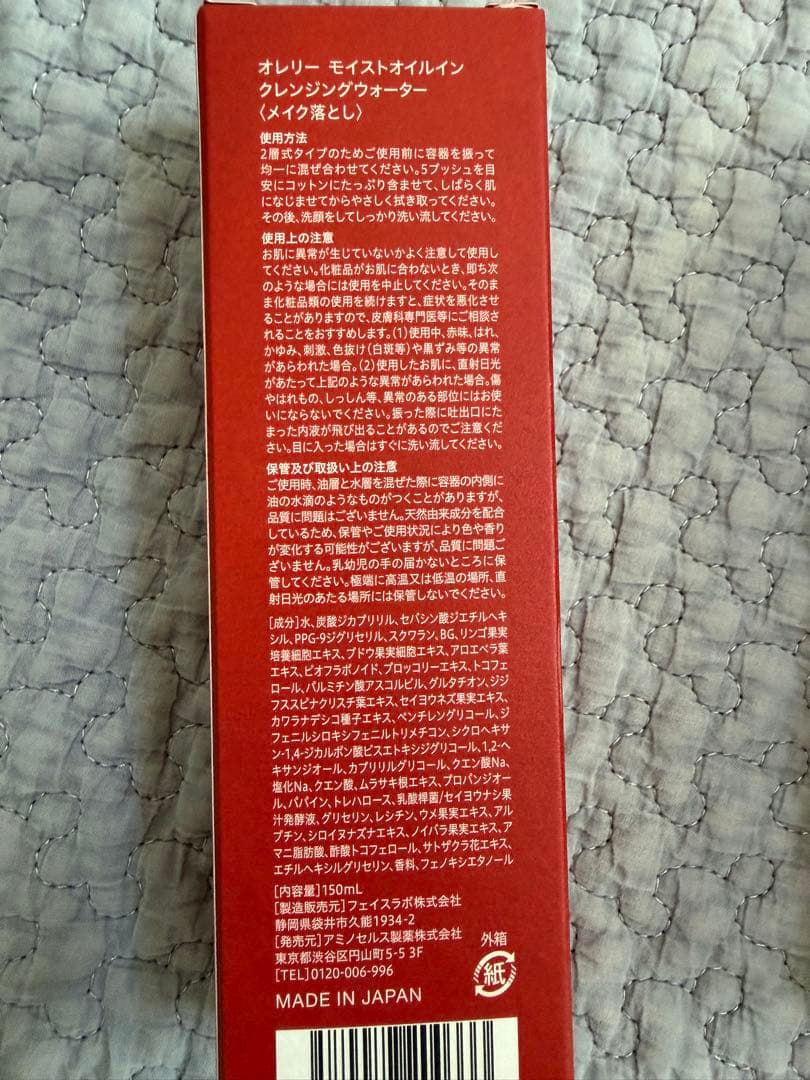 オレリー モイストオイルイン
クレンジングウォーター
〈メイク落とし〉
使用方法
2層式タイプのためご使用前に容器を振って
均一に混ぜ合わせてください。5プッシュを目
安にコットンにたっぷり含ませて、しばらく肌
になじませてからやさしく拭き取ってください。
その後、洗顔をしてしっかり洗い流してください。
使用上の注意
お肌に異常が生じていないかよく注意して使用し
てください。化粧品がお肌に合わないとき、即ち次
のような場合には使用を中止してください。そのま
まま化粧品類の使用を続けますと、症状を悪化させ
ることがありますので、皮膚科専門医等にご相談さ
れることをおすすめします。(1)使用中、赤味、はれ、
かゆみ、刺激、色抜け(白斑等)や黒ずみ等の異常
があらわれた場合。(2)使用したお肌に、直射日光
があたって上記のような異常があらわれた場合。傷
やはれもの、しっしん等、異常のある部位にはお使
いにならないでください。振った際に吐出口にた
まった内液が飛び出ることがあるのでご注意くだ
さい。目に入った場合はすぐに洗い流してください。
保管及び取扱い上の注意
ご使用時、油層と水層を混ぜた際に容器の内側に
油の水滴のようなものがつくことがありますが、
品質に問題はございません。天然由来成分を配合
しているため、保管やご使用状況により色や香り
が変化する可能性がございますが、品質に問題ご
ざいません。乳幼児の手の届かないところに保
管してください。極端に高温又は低温の場所、直
射日光のあたる場所には保管しないでください。
[成分]水、炭酸ジカプリリル、セバシン酸ジエチルヘキ
シル、PPG-9ジグリセリル、スクワラン、BG、リンゴ果実
培養細胞エキス、ブドウ果実細胞エキス、アロエベラ葉
エキス、ビオフラボノイド、ブロッコリーエキス、トコフェ
ロール、パルミチン酸アスコルビル、グルタチオン、ジジ
フススピナクリスチ葉エキス、セイヨウネズ果実エキス、
カワラナデシコ種子エキス、ペンチレングリコール、ジ
フェニルシロキシフェニルトリメチコン、シクロヘキサ
ン-1,4-ジカルボン酸ビスエトキシジグリコール、1,2-ヘ
キサンジオール、カプリリルグリコール、クエン酸Na、
塩化Na、クエン酸、ムラサキ根エキス、プロパンジオー
ル、パパイン、トレハロース、乳酸桿菌/セイヨウナシ果
汁発酵液、グリセリン、レシチン、ウメ果実エキス、アル
ブチン、シロイヌナズナエキス、ノイバラ果実エキス、ア
マニ脂肪酸、酢酸トコフェロール、サトザクラ花エキス、
エチルヘキシルグリセリン、香料、フェノキシエタノール
[内容量]150mL
[製造販売元]フェイスラボ株式会社
静岡県袋井市久能1934-2
[発売元]アミノセルス製薬株式会社
東京都渋谷区円山町5-5 3F
[TEL]0120-006-996
外箱
紙
MADE IN JAPAN